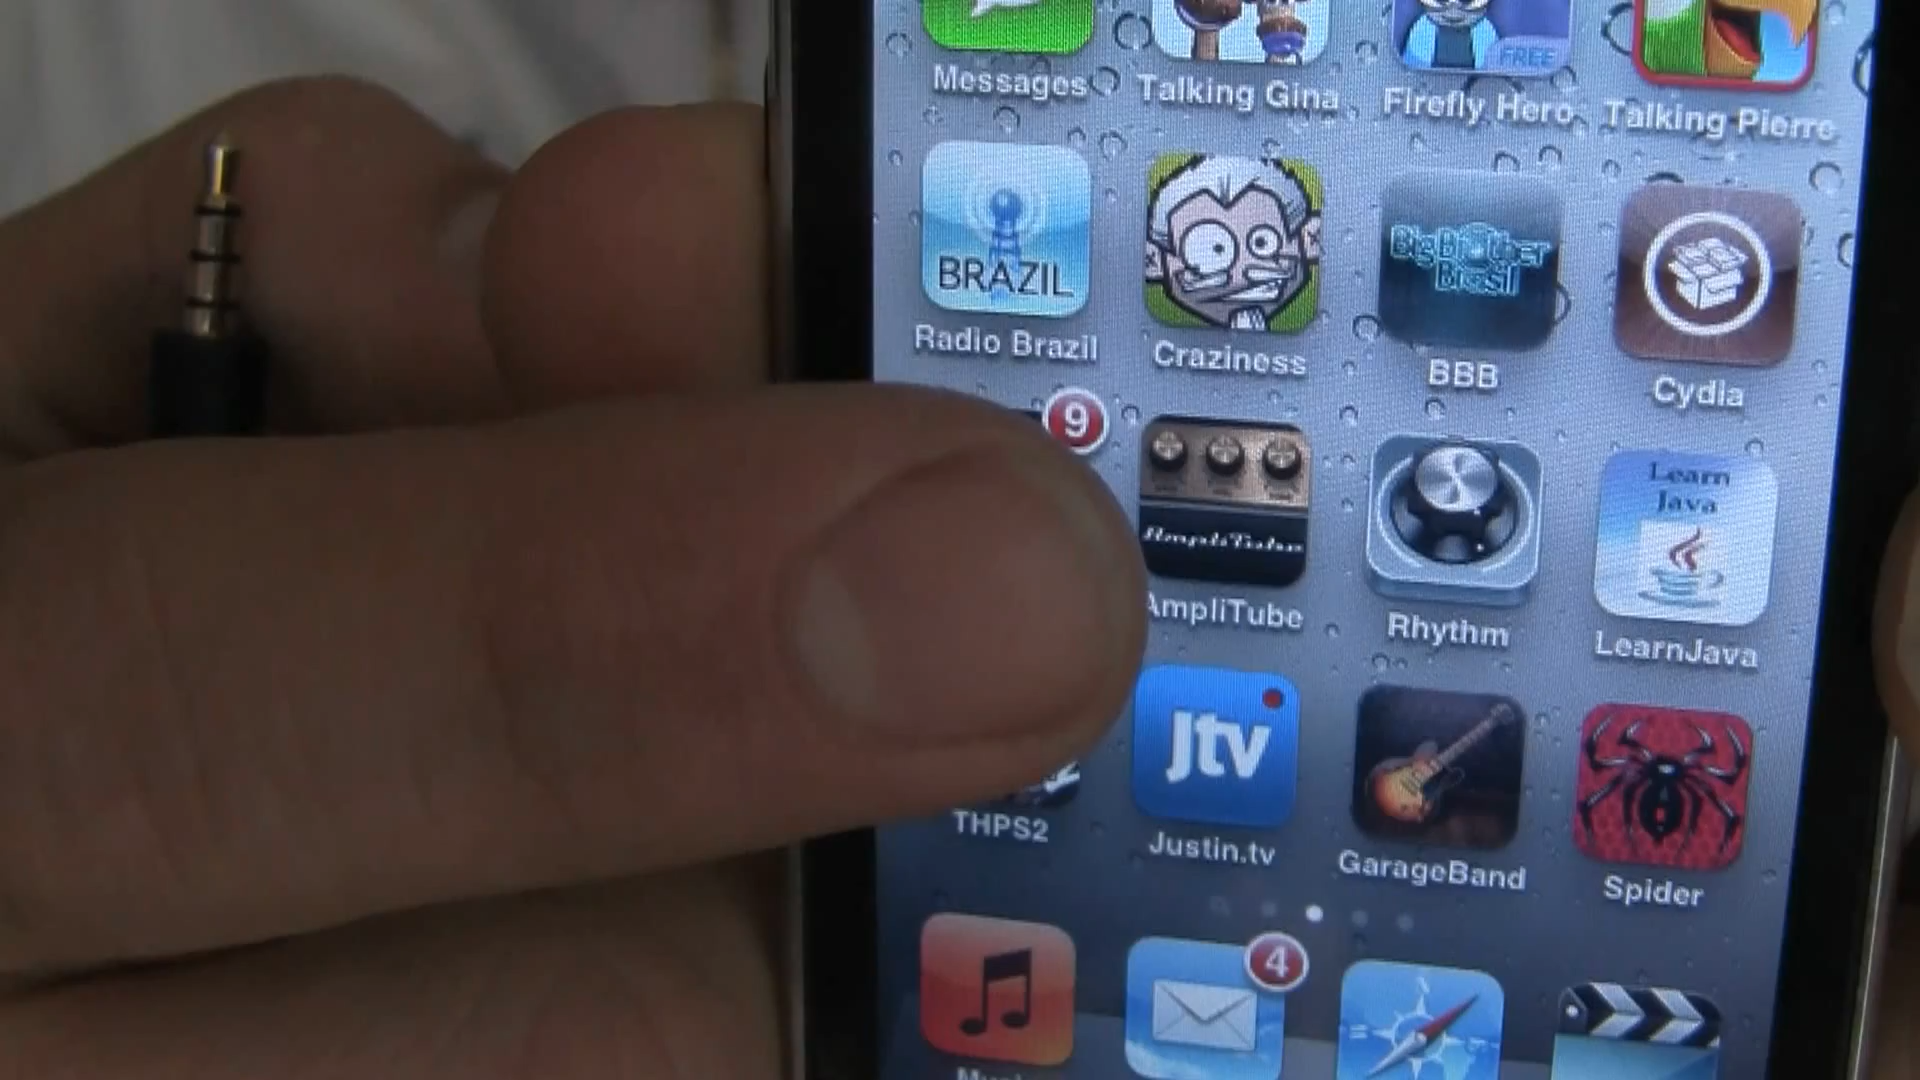 Messages
Talking Gina
FREE
Firefly Hero
Talking Pierre
BRAZIL
Radio Brazil
Craziness
Big Brother
Brasil
BBB
Cydia
9
AmpliTube
AmpliTube
Rhythm
Learn
Java
LearnJava
THPS2
Jtv
Justin.tv
GarageBand
Spider
4